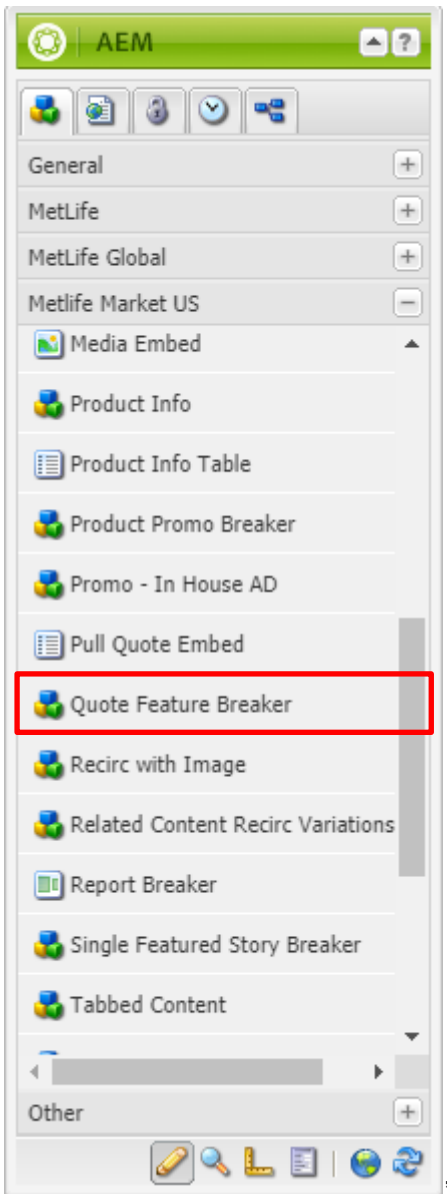 AEM
?
General
MetLife
MetLife Global
Metlife Market US
Media Embed
Product Info
Product Info Table
Product Promo Breaker
Promo - In House AD
Pull Quote Embed
Quote Feature Breaker
Recirc with Image
Related Content Recirc Variations
Report Breaker
Single Featured Story Breaker
Tabbed Content
Other